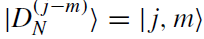 |D_N^{(j−m)}⟩ = |j, m⟩